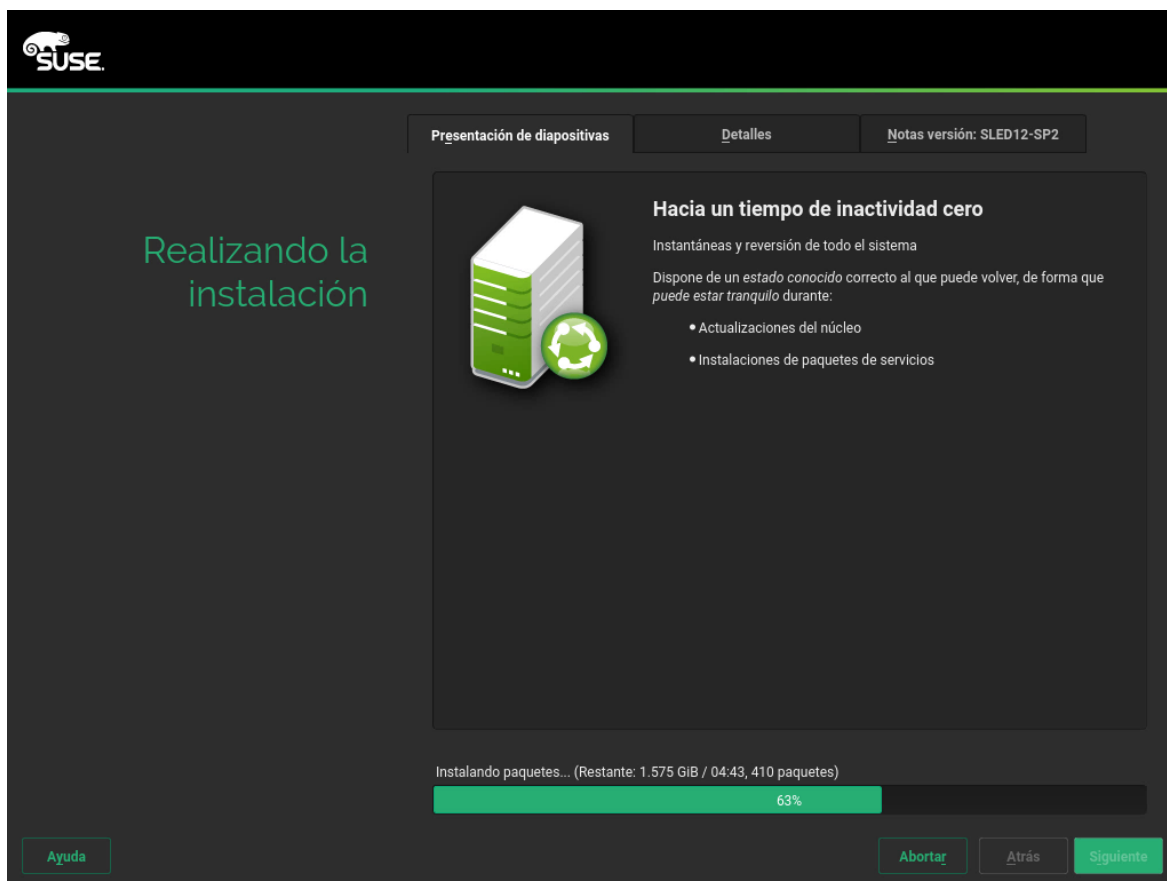 SUSE.
Presentación de diapositivas
Detalles
Notas versión: SLED12-SP2
Realizando la
instalación
Hacia un tiempo de inactividad cero
Instantáneas y reversión de todo el sistema
Dispone de un estado conocido correcto al que puede volver, de forma que
puede estar tranquilo durante:
• Actualizaciones del núcleo
• Instalaciones de paquetes de servicios
Instalando paquetes... (Restante: 1.575 GiB / 04:43, 410 paquetes)
63%
Ayuda
Abortar
Atrás
Siguiente